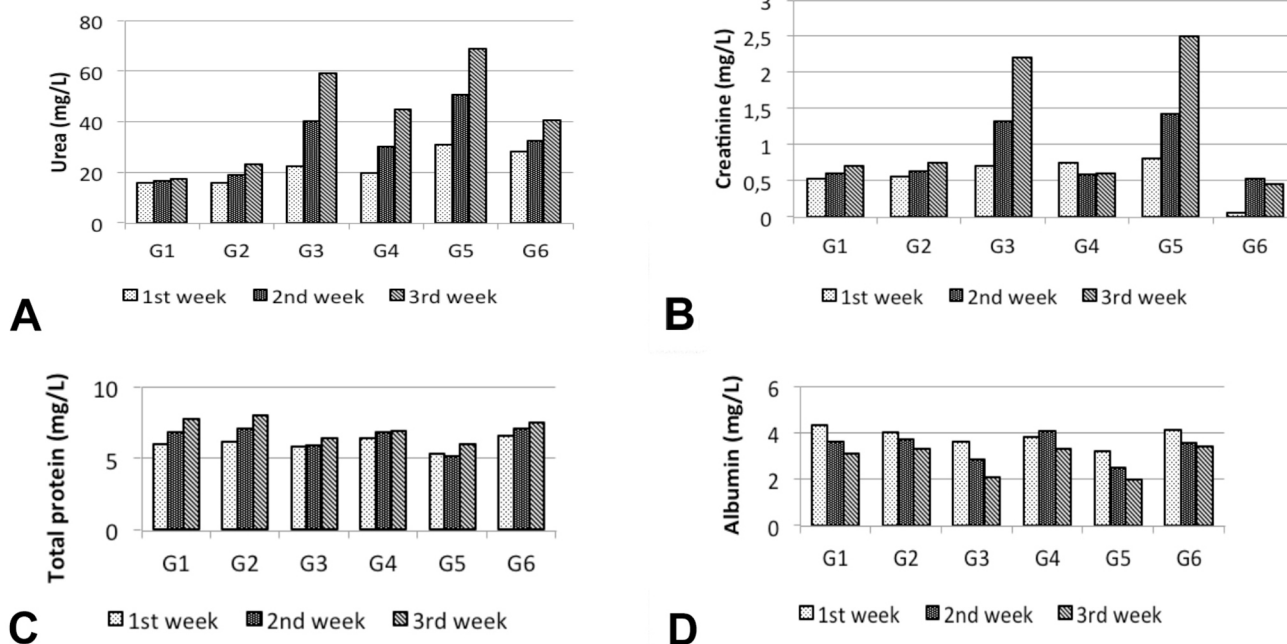 Urea (mg/L)
80
60
40
20
0
G1 G2 G3 G4 G5 G6
1st week 2nd week 3rd week
A
Creatinine (mg/L)
3
2,5
2
1,5
1
0,5
0
G1 G2 G3 G4 G5 G6
1st week 2nd week 3rd week
B
Total protein (mg/L)
10
5
0
G1 G2 G3 G4 G5 G6
1st week 2nd week 3rd week
C
Albumin (mg/L)
6
4
2
0
G1 G2 G3 G4 G5 G6
1st week 2nd week 3rd week
D